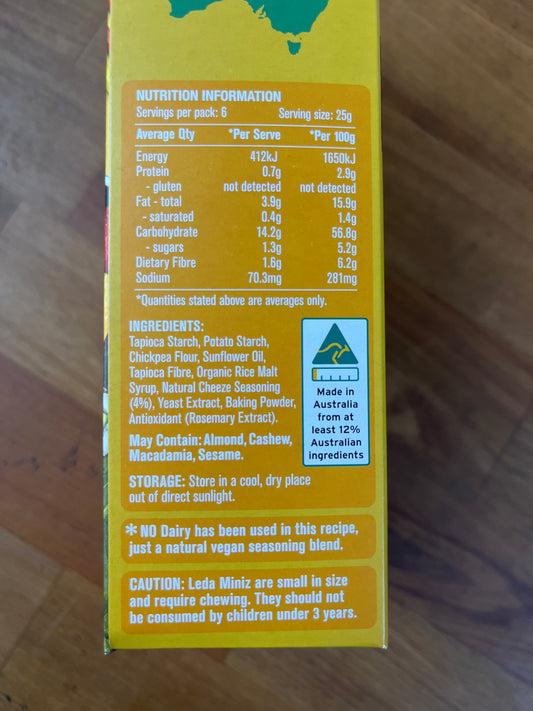 NUTRITION INFORMATION
Servings per pack: 6 Serving size: 25g
Average Qty *Per Serve *Per 100g
Energy 412kJ 1650kJ
Protein 0.7g 2.9g
- gluten not detected not detected
Fat - total 3.9g 15.9g
- saturated 0.4g 1.4g
Carbohydrate 14.2g 56.8g
- sugars 1.3g 5.2g
Dietary Fibre 1.6g 6.2g
Sodium 70.3mg 281mg
*Quantities stated above are averages only.
INGREDIENTS:
Tapioca Starch, Potato Starch,
Chickpea Flour, Sunflower Oil,
Tapioca Fibre, Organic Rice Malt
Syrup, Natural Cheeze Seasoning
(4%), Yeast Extract, Baking Powder,
Antioxidant (Rosemary Extract).
May Contain: Almond, Cashew,
Macadamia, Sesame.
Made in
Australia
from at
least 12%
Australian
ingredients
STORAGE: Store in a cool, dry place
out of direct sunlight.
* NO Dairy has been used in this recipe,
just a natural vegan seasoning blend.
CAUTION: Leda Miniz are small in size
and require chewing. They should not
be consumed by children under 3 years.